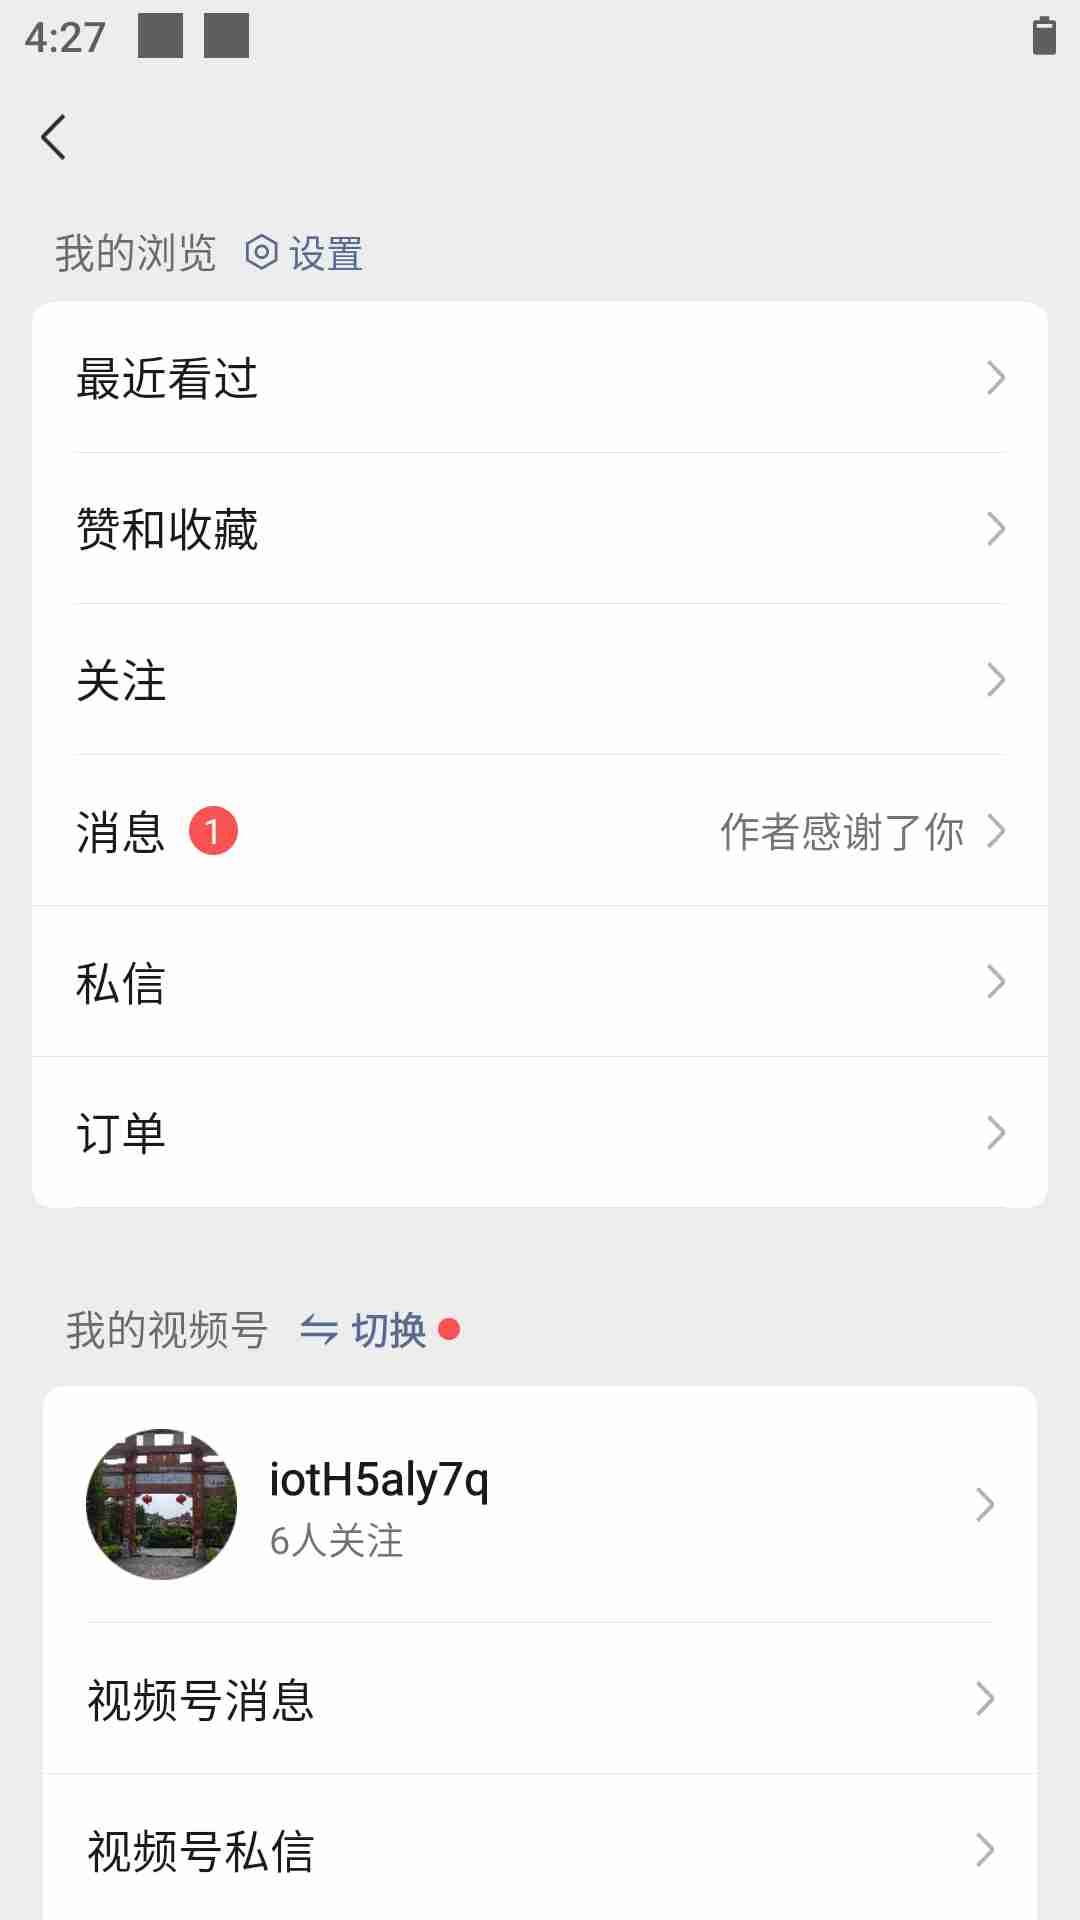 4:27
我的浏览 设置
最近看过
赞和收藏
关注
消息 1 作者感谢了你
私信
订单
我的视频号 切换
iotH5aly7q
6人关注
视频号消息
视频号私信